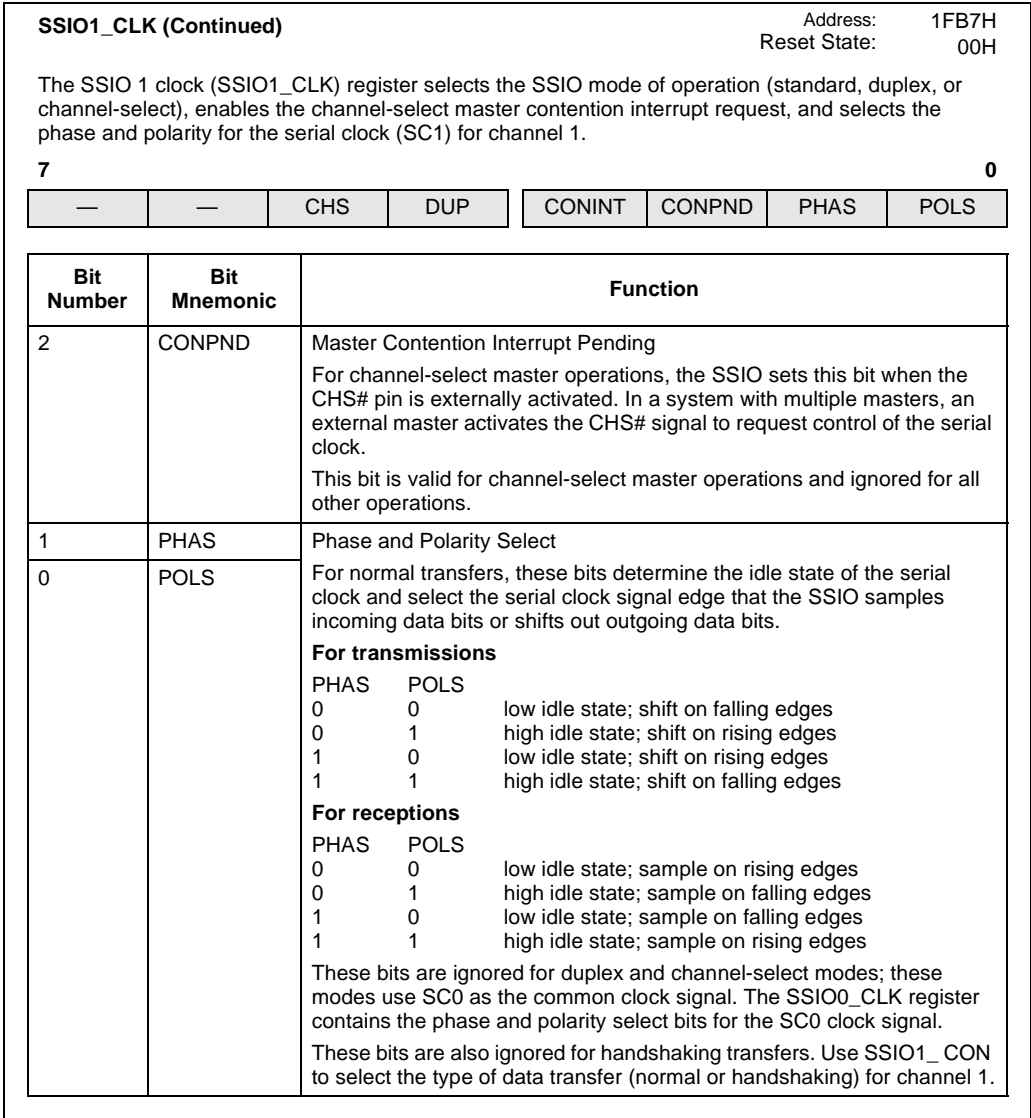 SSIO1_CLK (Continued) Address: 1FB7H
Reset State: 00H
The SSIO 1 clock (SSIO1_CLK) register selects the SSIO mode of operation (standard, duplex, or
channel-select), enables the channel-select master contention interrupt request, and selects the
phase and polarity for the serial clock (SC1) for channel 1.
7 0
— — CHS DUP CONINT CONPND PHAS POLS
Bit Number Bit Mnemonic Function
2 CONPND Master Contention Interrupt Pending
For channel-select master operations, the SSIO sets this bit when the
CHS# pin is externally activated. In a system with multiple masters, an
external master activates the CHS# signal to request control of the serial
clock.
This bit is valid for channel-select master operations and ignored for all
other operations.
1 PHAS Phase and Polarity Select
0 POLS For normal transfers, these bits determine the idle state of the serial
clock and select the serial clock signal edge that the SSIO samples
incoming data bits or shifts out outgoing data bits.
For transmissions
PHAS POLS
0 0 low idle state; shift on falling edges
0 1 high idle state; shift on rising edges
1 0 low idle state; shift on rising edges
1 1 high idle state; shift on falling edges
For receptions
PHAS POLS
0 0 low idle state; sample on rising edges
0 1 high idle state; sample on falling edges
1 0 low idle state; sample on falling edges
1 1 high idle state; sample on rising edges
These bits are ignored for duplex and channel-select modes; these
modes use SC0 as the common clock signal. The SSIO0_CLK register
contains the phase and polarity select bits for the SC0 clock signal.
These bits are also ignored for handshaking transfers. Use SSIO1_ CON
to select the type of data transfer (normal or handshaking) for channel 1.